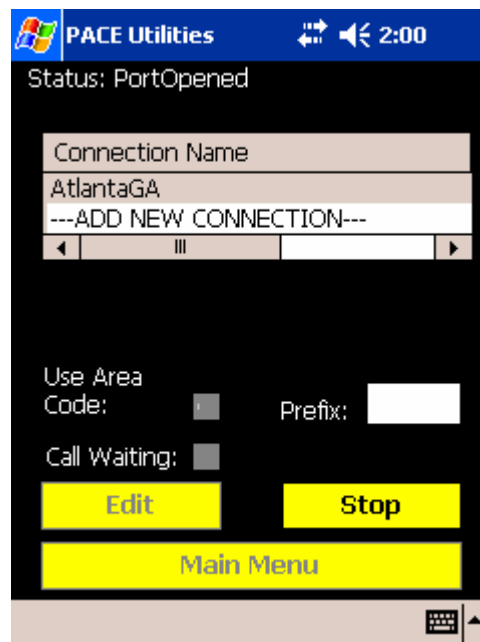 PACE Utilities 2:00
Status: PortOpened
Connection Name
AtlantaGA
---ADD NEW CONNECTION---
Use Area
Code: Prefix:
Call Waiting:
Edit Stop
Main Menu